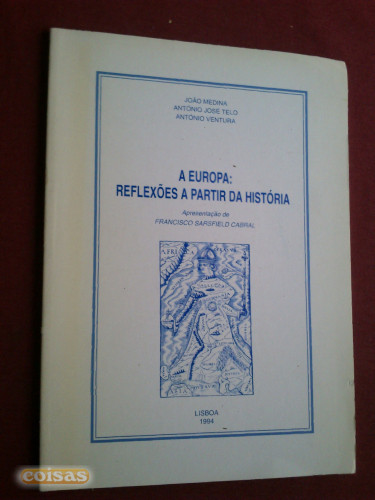 JOÃO MEDINA
ANTÓNIO JOSÉ TELO
ANTÓNIO VENTURA
A EUROPA:
REFLEXÕES A PARTIR DA HISTÓRIA
Apresentação de
FRANCISCO SARSFIELD CABRAL
AFRICA
LISBOA
1994
coisas